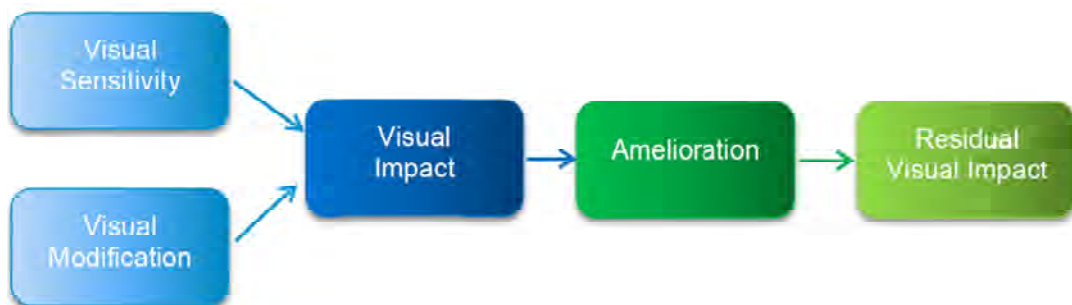 Visual
Sensitivity
Visual
Modification
Visual
Impact
Amelioration
Residual
Visual Impact